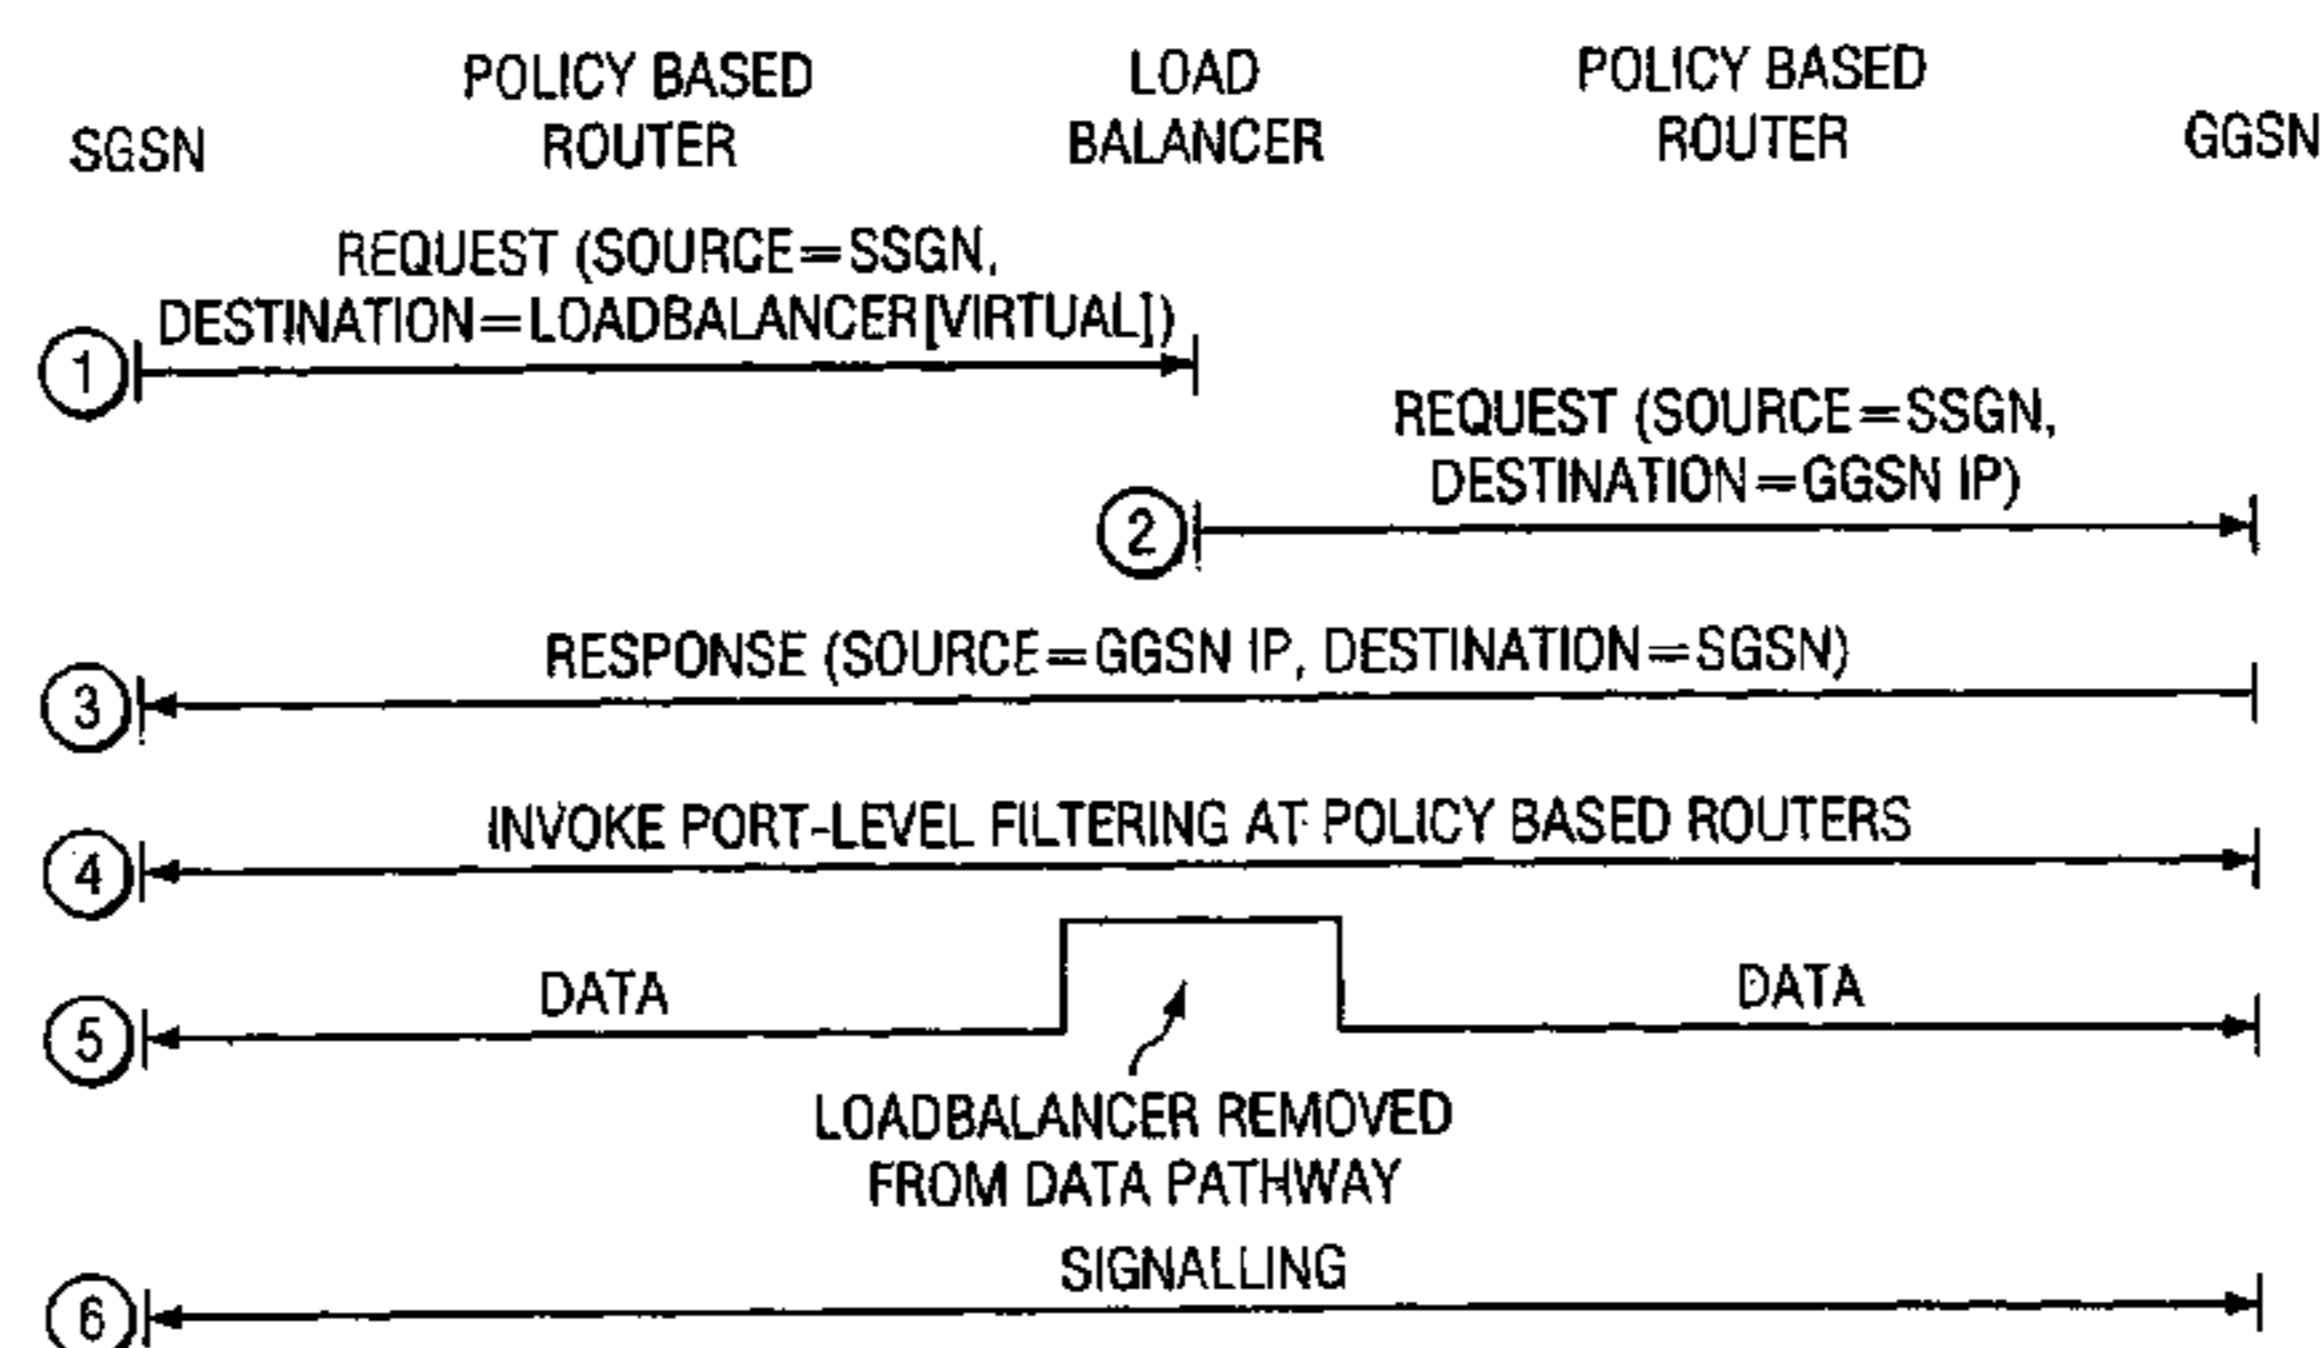 SGSN
POLICY BASED
ROUTER
LOAD
BALANCER
POLICY BASED
ROUTER
GGSN
REQUEST (SOURCE=SSGN,
DESTINATION=LOADBALANCER[VIRTUAL])
1
REQUEST (SOURCE=SSGN,
DESTINATION=GGSN IP)
2
RESPONSE (SOURCE=GGSN IP, DESTINATION=SGSN)
3
INVOKE PORT-LEVEL FILTERING AT POLICY BASED ROUTERS
4
DATA
DATA
5
LOADBALANCER REMOVED
FROM DATA PATHWAY
SIGNALLING
6